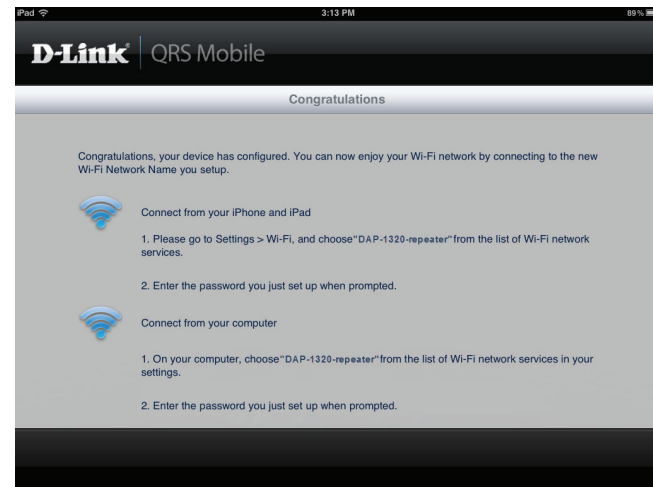 iPad 3:13 PM 89%
D-Link QRS Mobile
Congratulations
Congratulations, your device has configured. You can now enjoy your Wi-Fi network by connecting to the new
Wi-Fi Network Name you setup.
Connect from your iPhone and iPad
1. Please go to Settings > Wi-Fi, and choose"DAP-1320-repeater"from the list of Wi-Fi network
services.
2. Enter the password you just set up when prompted.
Connect from your computer
1. On your computer, choose"DAP-1320-repeater"from the list of Wi-Fi network services in your
settings.
2. Enter the password you just set up when prompted.